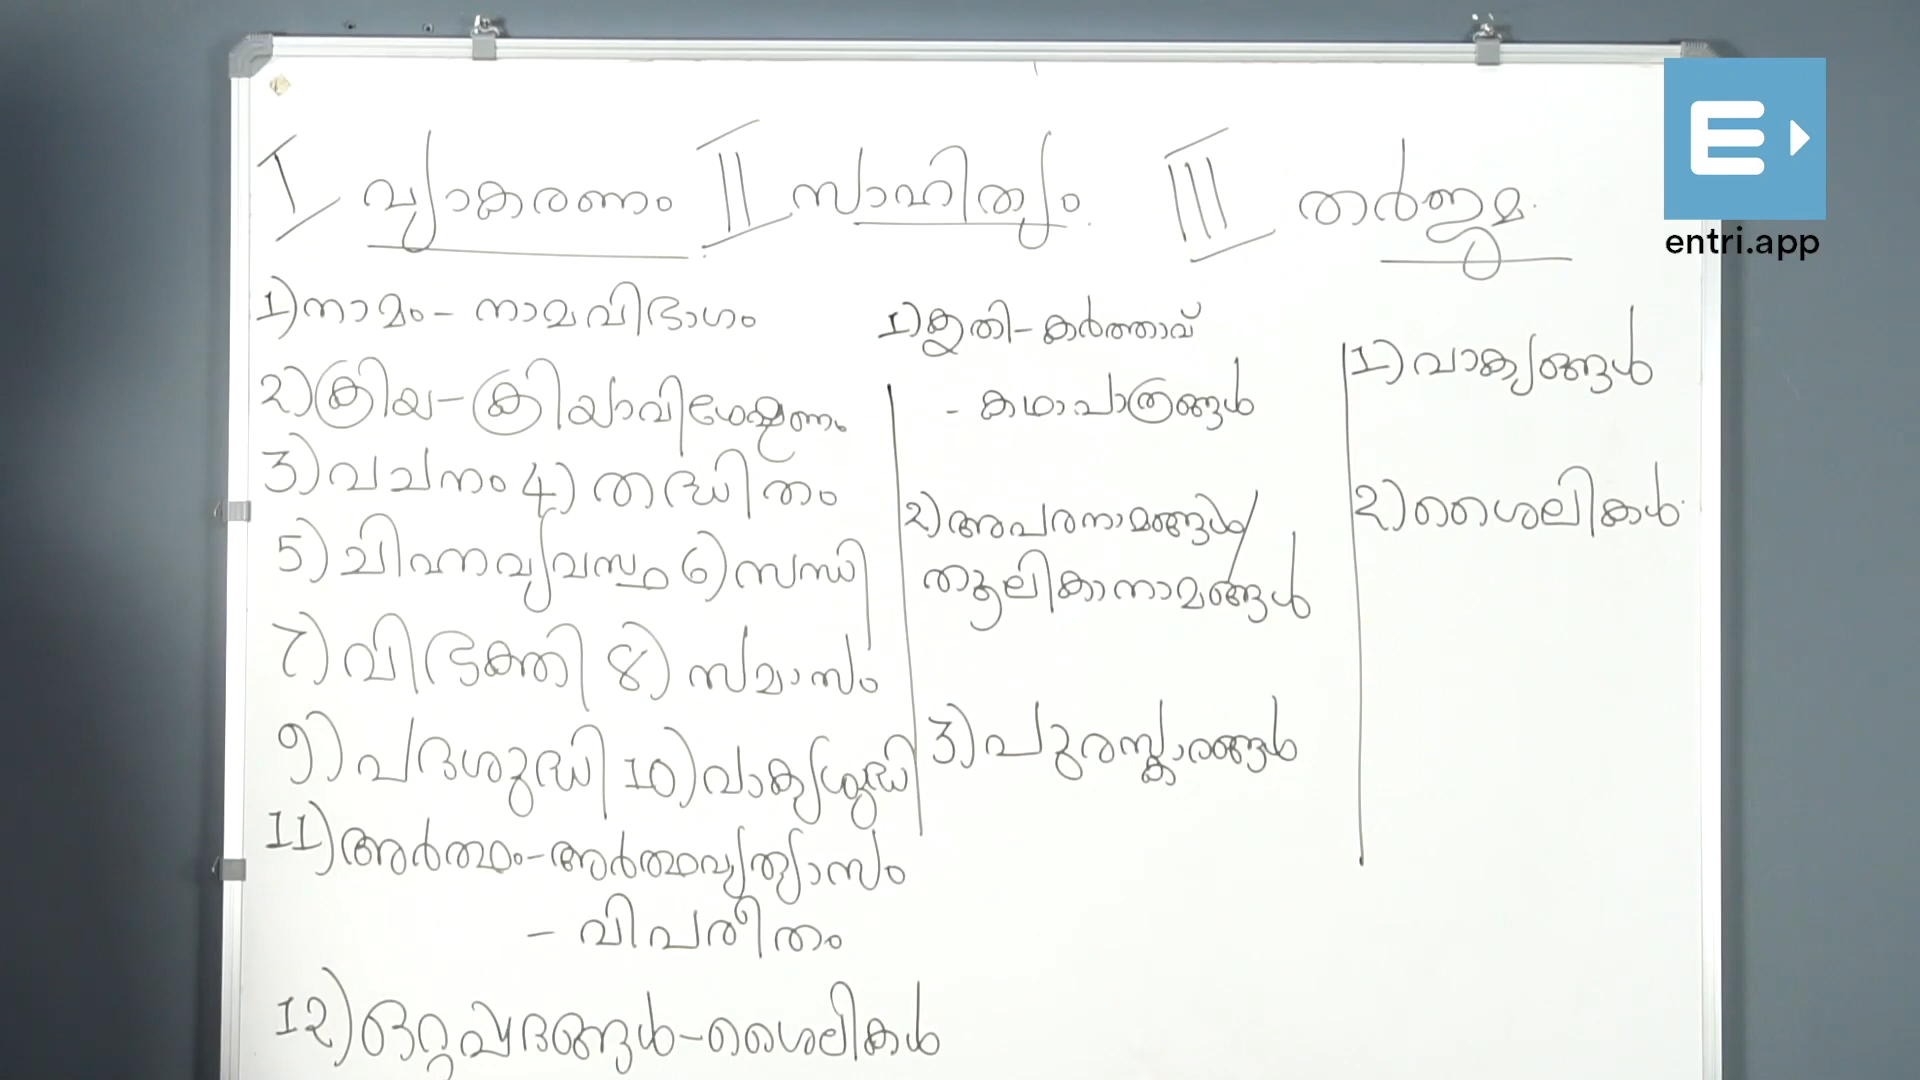 I വ്യാകരണം
1) നാമം - നാമവിഭാഗം
2) ക്രിയ - ക്രിയാവിശേഷണം
3) വചനം 4) തദ്ധിതം
5) ചിഹ്നവ്യവസ്ഥ 6) സന്ധി
7) വിഭക്തി 8) സമാസം
9) പദശുദ്ധി 10) വാക്യശുദ്ധി
11) അർത്ഥം - അർത്ഥവ്യത്യാസം
- വിപരീതം
12) ഒറ്റപ്പദങ്ങൾ - ശൈലികൾ
II സാഹിത്യം
1) കൃതി - കർത്താവ്
- കഥാപാത്രങ്ങൾ
2) അപരനാമങ്ങൾ/
തൂലികാനാമങ്ങൾ
3) പുരസ്കാരങ്ങൾ
III തർജ്ജമ
1) വാക്യങ്ങൾ
2) ശൈലികൾ
E
entri.app